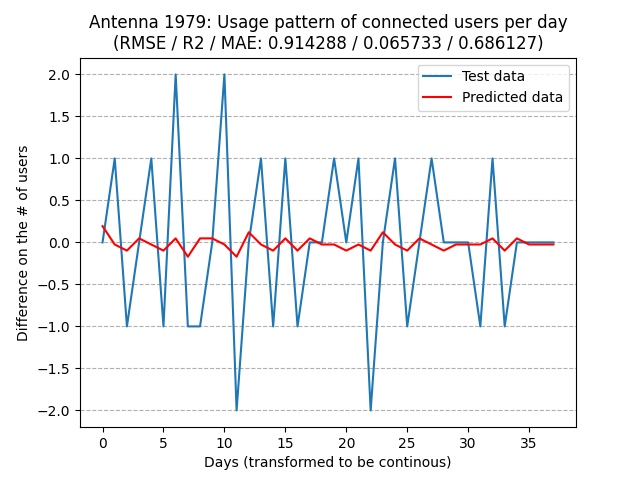 Antenna 1979: Usage pattern of connected users per day
(RMSE / R2 / MAE: 0.914288 / 0.065733 / 0.686127)
Test data
Predicted data
Difference on the # of users
2.0
1.5
1.0
0.5
0.0
−0.5
−1.0
−1.5
−2.0
0 5 10 15 20 25 30 35
Days (transformed to be continous)